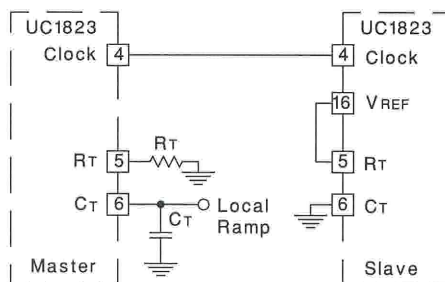 UC1823
Clock 4
RT 5
RT
CT 6
CT
Local
Ramp
Master
UC1823
4 Clock
16 VREF
5 RT
6 CT
Slave